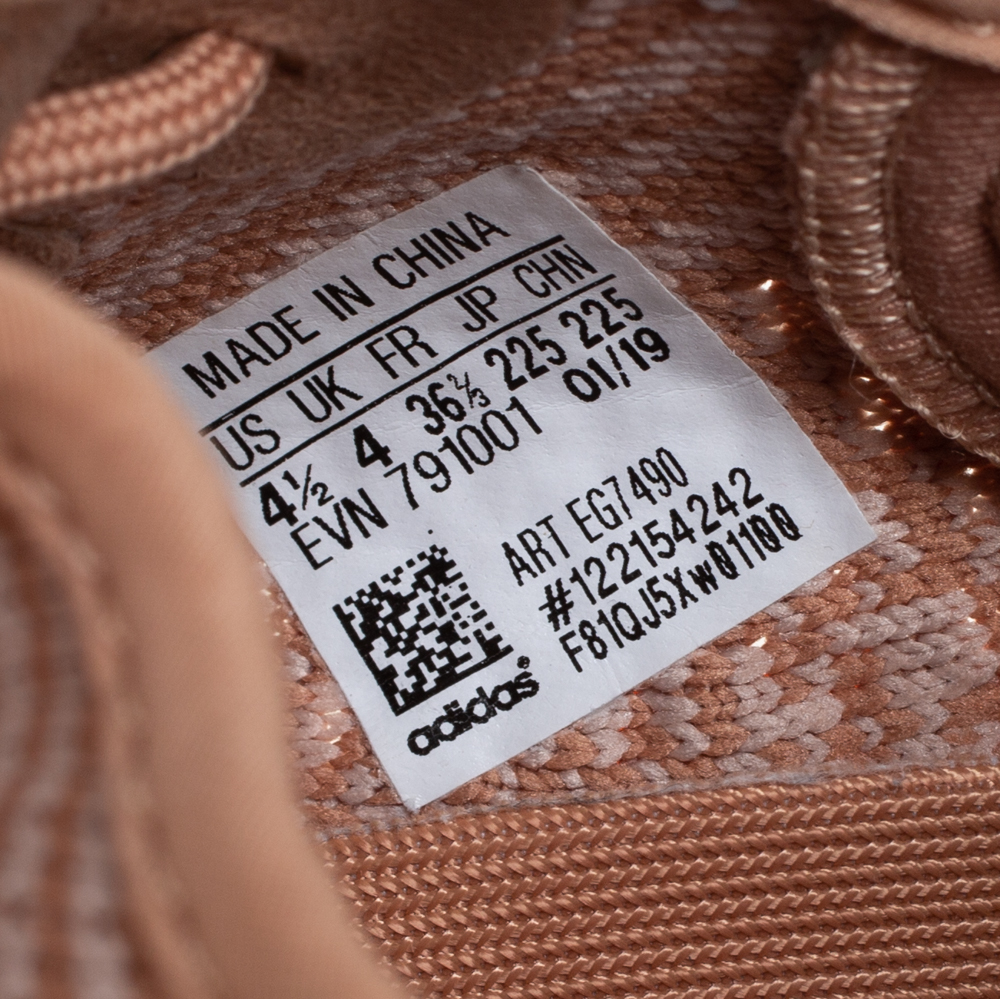 MADE IN CHINA
US UK FR JP CHN
4½ 4 36⅔ 225 225
EVN 791001 01/19
ART EG7490
#122154242
F81QJ5Xw01100
adidas®